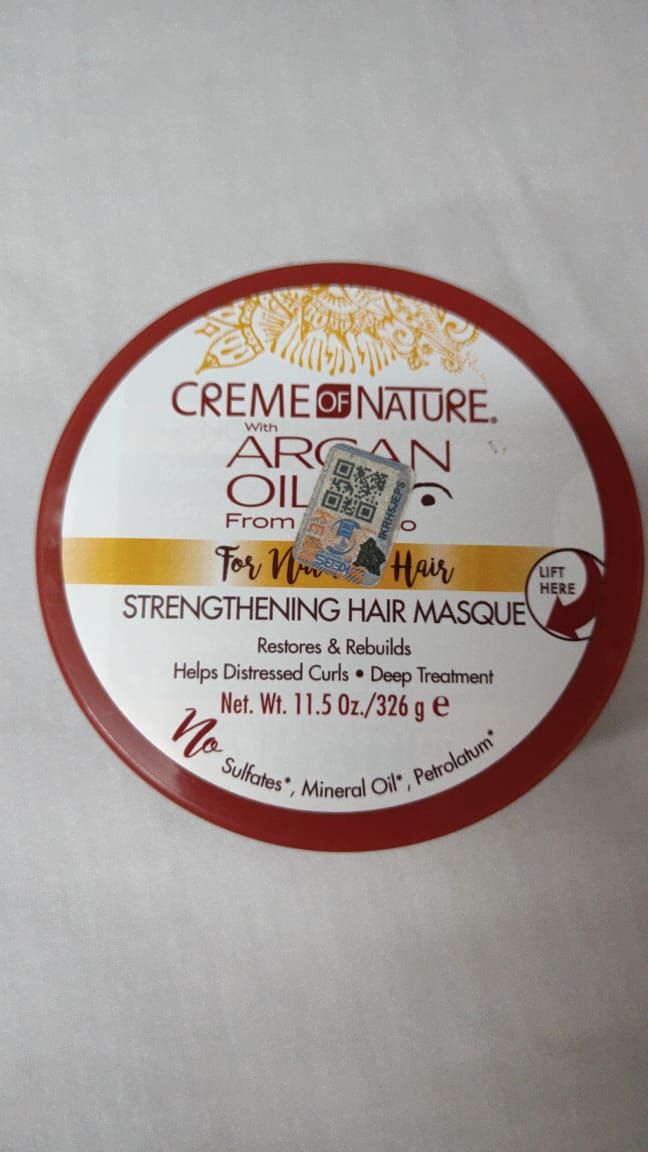 CREME OF NATURE®
With
ARGAN
OIL
From
For Hair
STRENGTHENING HAIR MASQUE
LIFT
HERE
Restores & Rebuilds
Helps Distressed Curls • Deep Treatment
Net. Wt. 11.5 Oz./326 g e
No
Sulfates*, Mineral Oil*, Petrolatum*